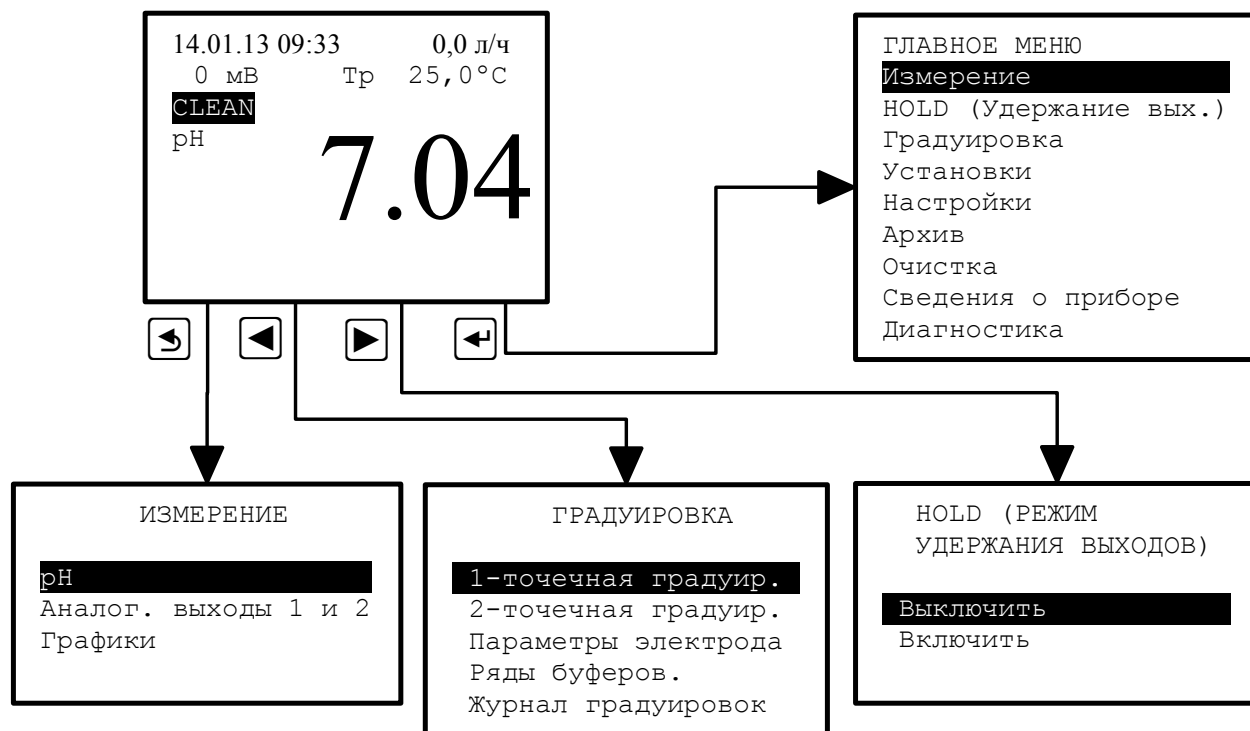 14.01.13 09:33 0,0 л/ч
0 мВ Тр 25,0°C
CLEAN
pH
7.04
ГЛАВНОЕ МЕНЮ
Измерение
HOLD (Удержание вых.)
Градуировка
Установки
Настройки
Архив
Очистка
Сведения о приборе
Диагностика
ИЗМЕРЕНИЕ
pH
Аналог. выходы 1 и 2
Графики
ГРАДУИРОВКА
1-точечная градуир.
2-точечная градуир.
Параметры электрода
Ряды буферов.
Журнал градуировок
HOLD (РЕЖИМ
УДЕРЖАНИЯ ВЫХОДОВ)
Выключить
Включить